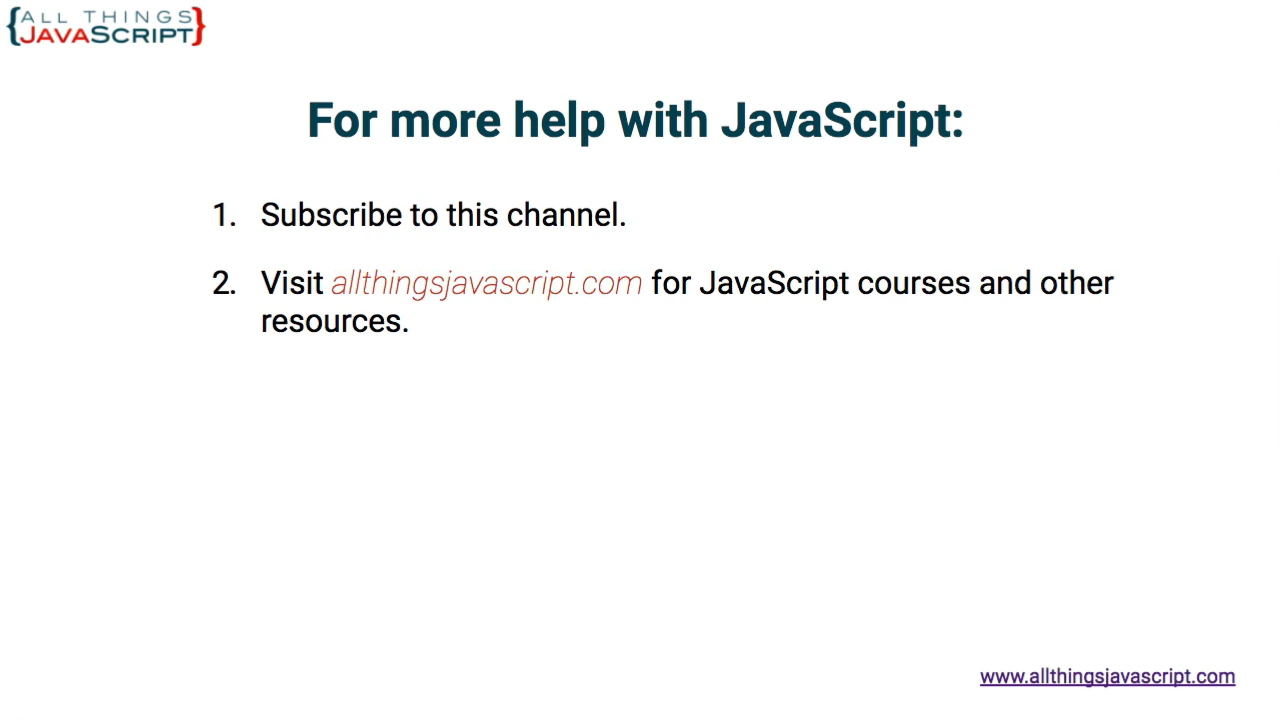 {ALL THINGS
JAVASCRIPT}
For more help with JavaScript:
1. Subscribe to this channel.
2. Visit allthingsjavascript.com for JavaScript courses and other
resources.
www.allthingsjavascript.com